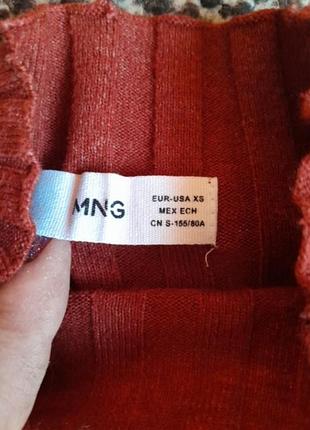 MNG
EUR-USA XS
MEX ECH
CN S-155/80A